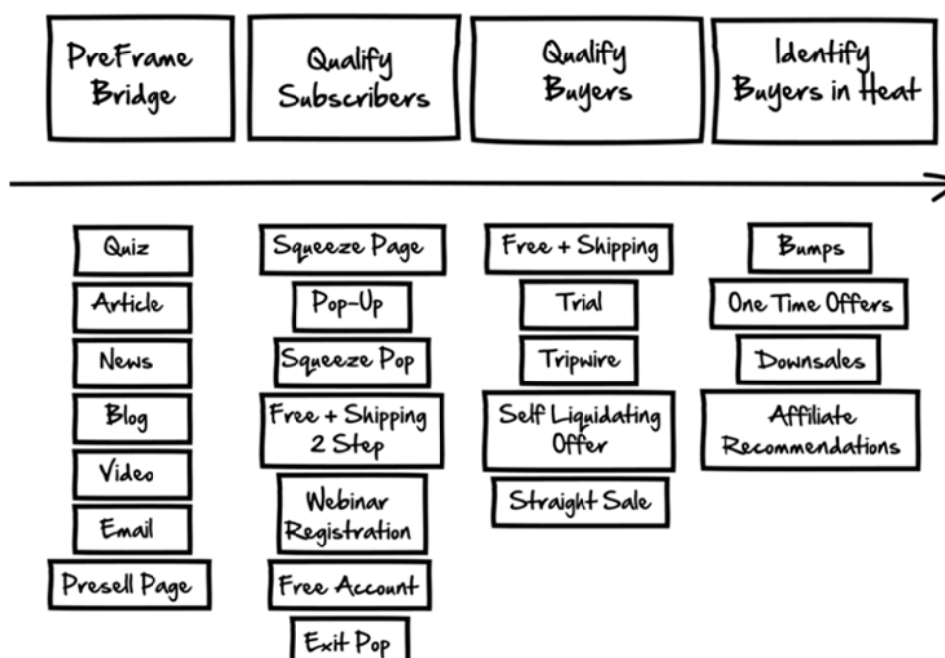 PreFrame
Bridge
Qualify
Subscribers
Qualify
Buyers
Identify
Buyers in Heat
Quiz
Article
News
Blog
Video
Email
Presell Page
Squeeze Page
Pop-Up
Squeeze Pop
Free + Shipping
2 Step
Webinar
Registration
Free Account
Exit Pop
Free + Shipping
Trial
Tripwire
Self Liquidating
Offer
Straight Sale
Bumps
One Time Offers
Downsales
Affiliate
Recommendations